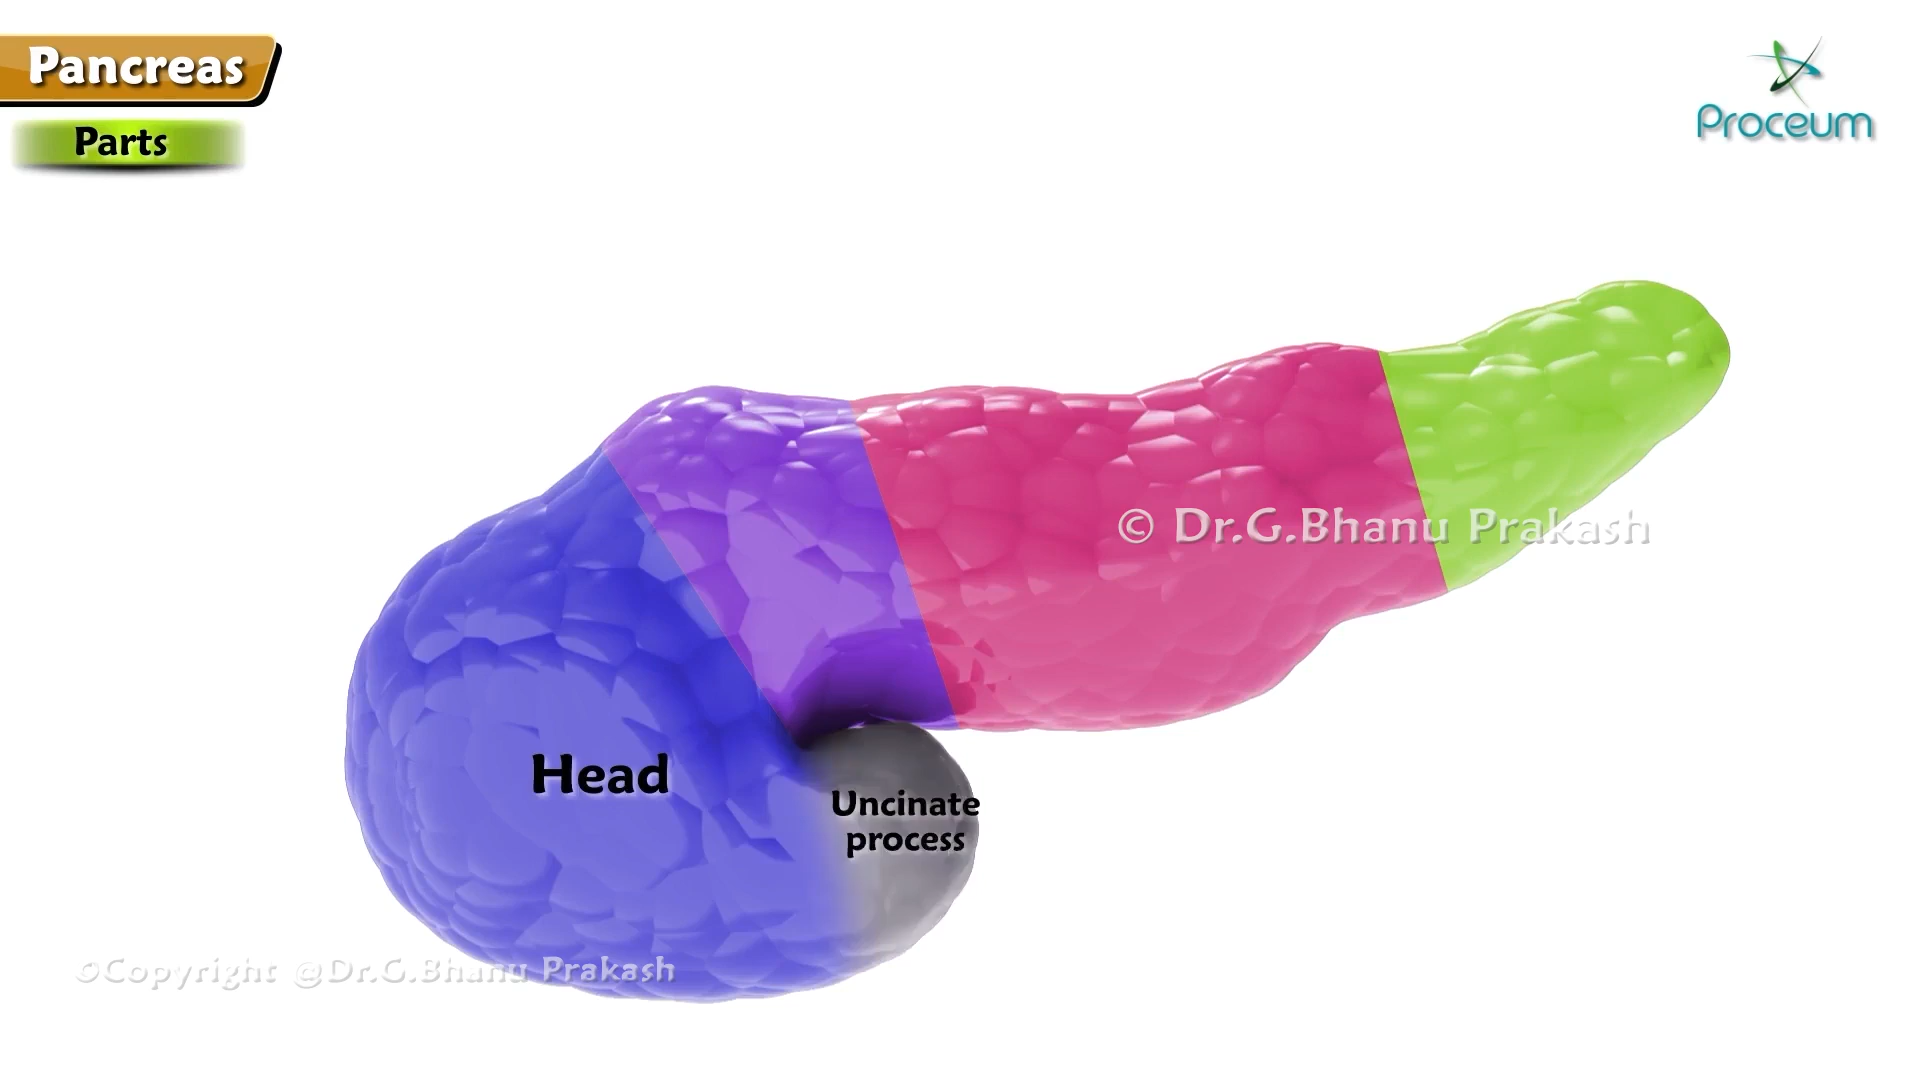 Pancreas
Parts
Proceum
© Dr.G.Bhanu Prakash
Head
Uncinate
process
©Copyright @Dr.G.Bhanu Prakash